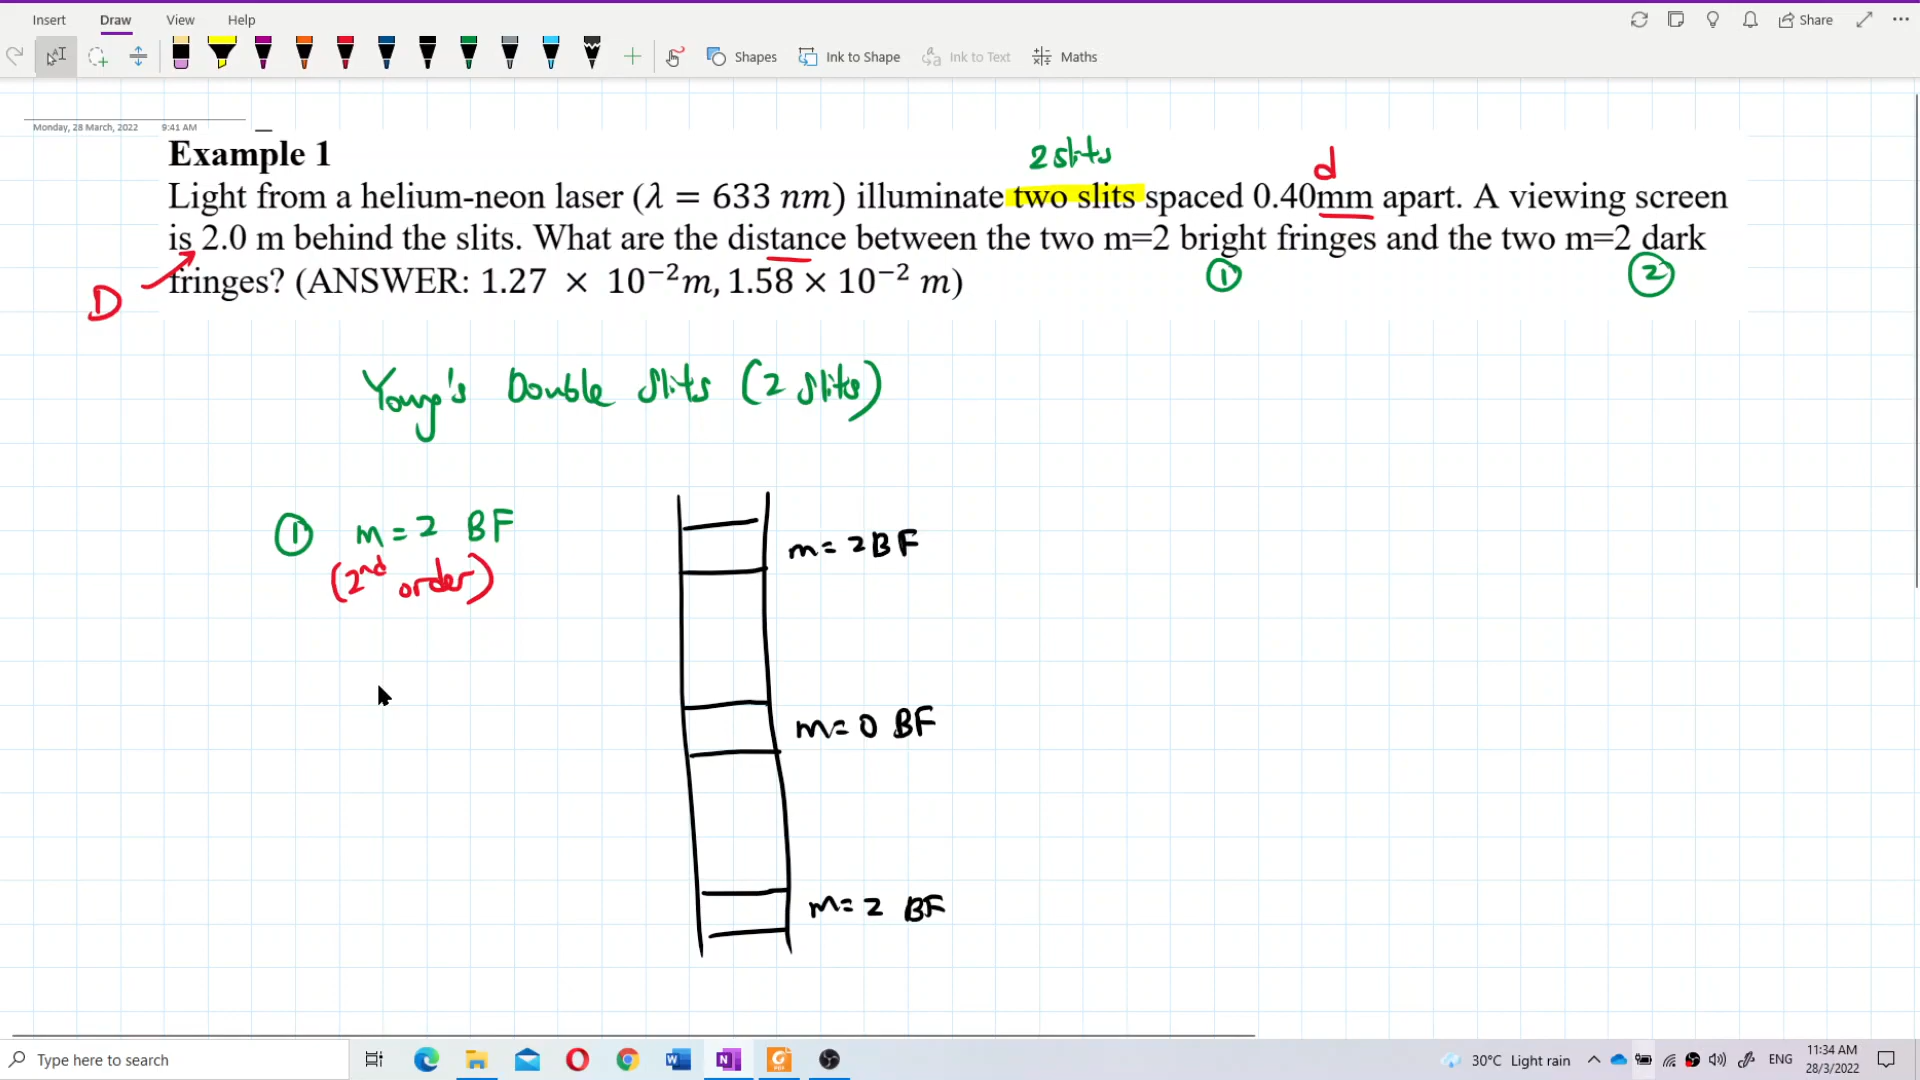 Insert Draw View Help Share
Shapes Ink to Shape Ink to Text Maths
Monday, 28 March, 2022 9:41 AM
Example 1
2 slits
d
Light from a helium-neon laser (λ = 633 nm) illuminate two slits spaced 0.40mm apart. A viewing screen
is 2.0 m behind the slits. What are the distance between the two m=2 bright fringes and the two m=2 dark
fringes? (ANSWER: 1.27 × 10⁻²m, 1.58 × 10⁻² m)
① ②
D
Young's Double Slits (2 slits)
① m = 2 BF
(2nd order)
m = 2 BF
m = 0 BF
m = 2 BF
Type here to search
30°C Light rain
ENG
11:34 AM
28/3/2022